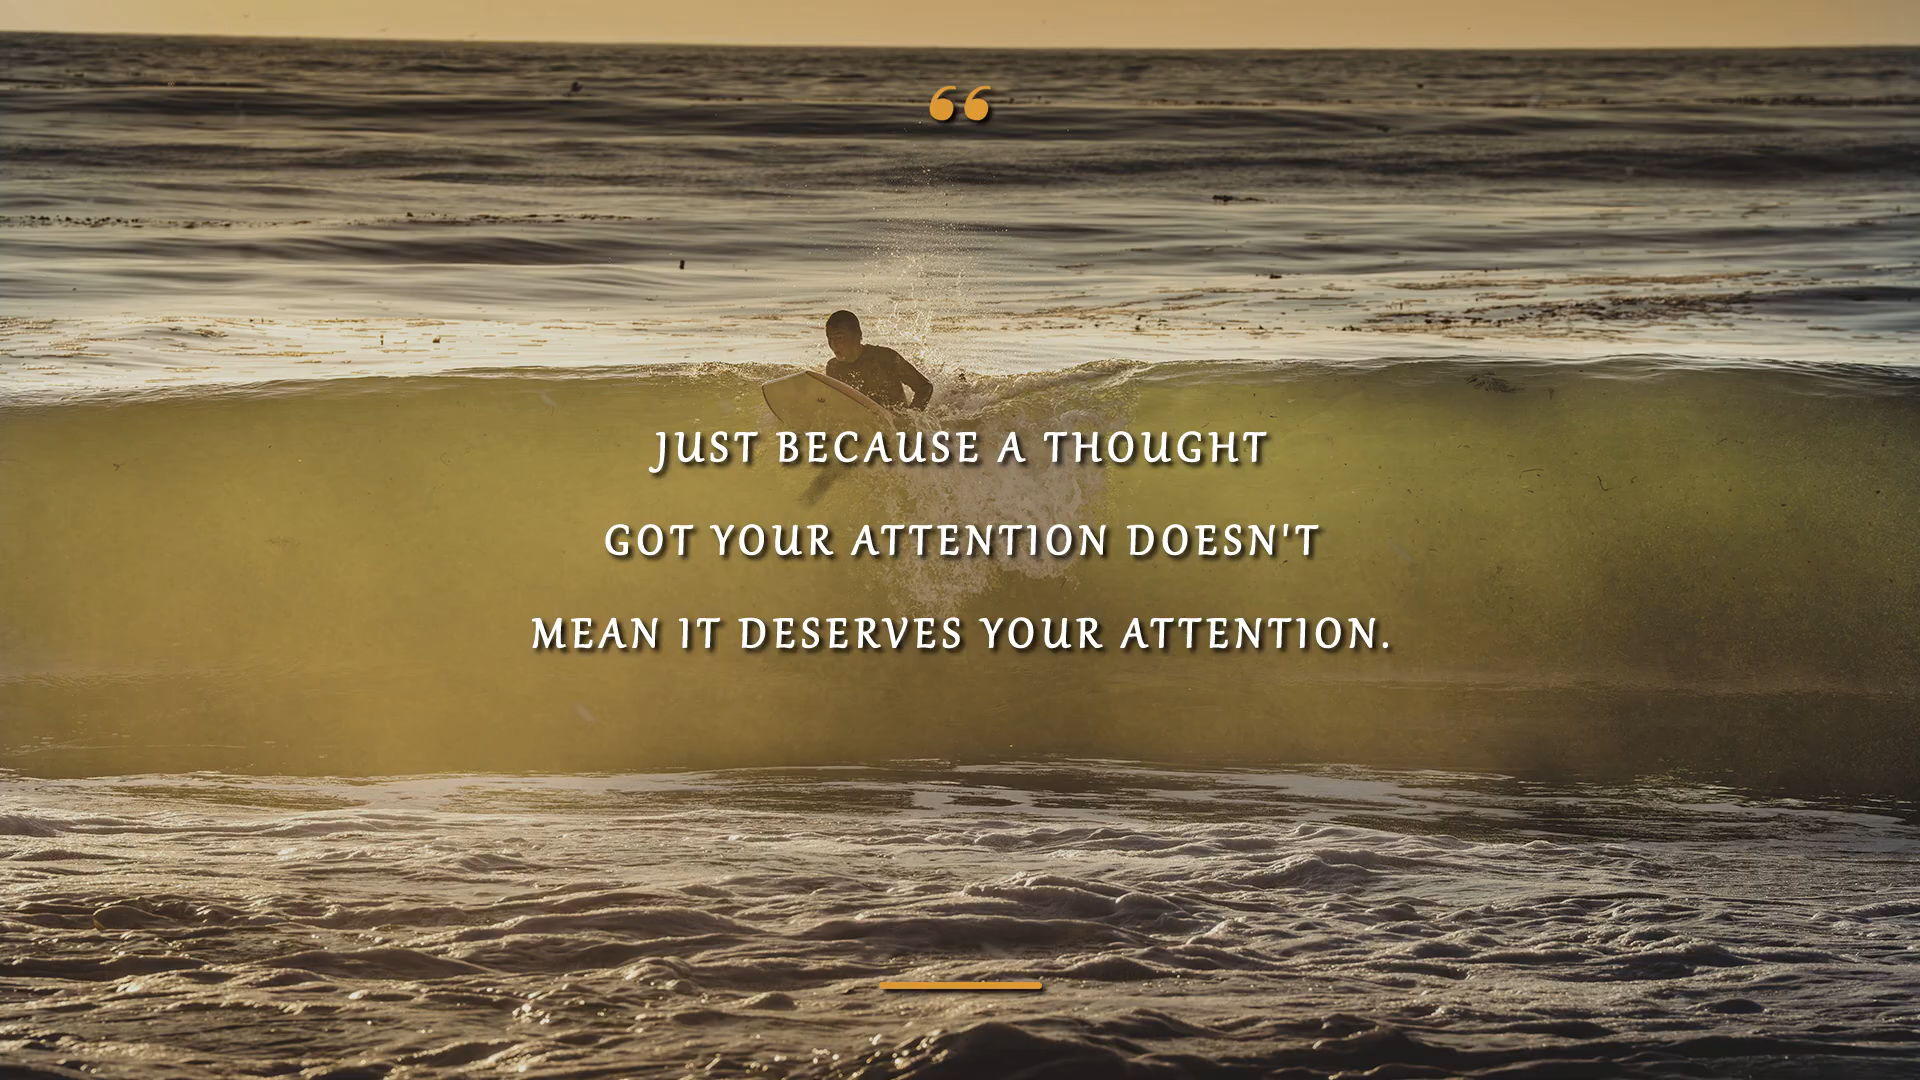 ❝
JUST BECAUSE A THOUGHT
GOT YOUR ATTENTION DOESN'T
MEAN IT DESERVES YOUR ATTENTION.